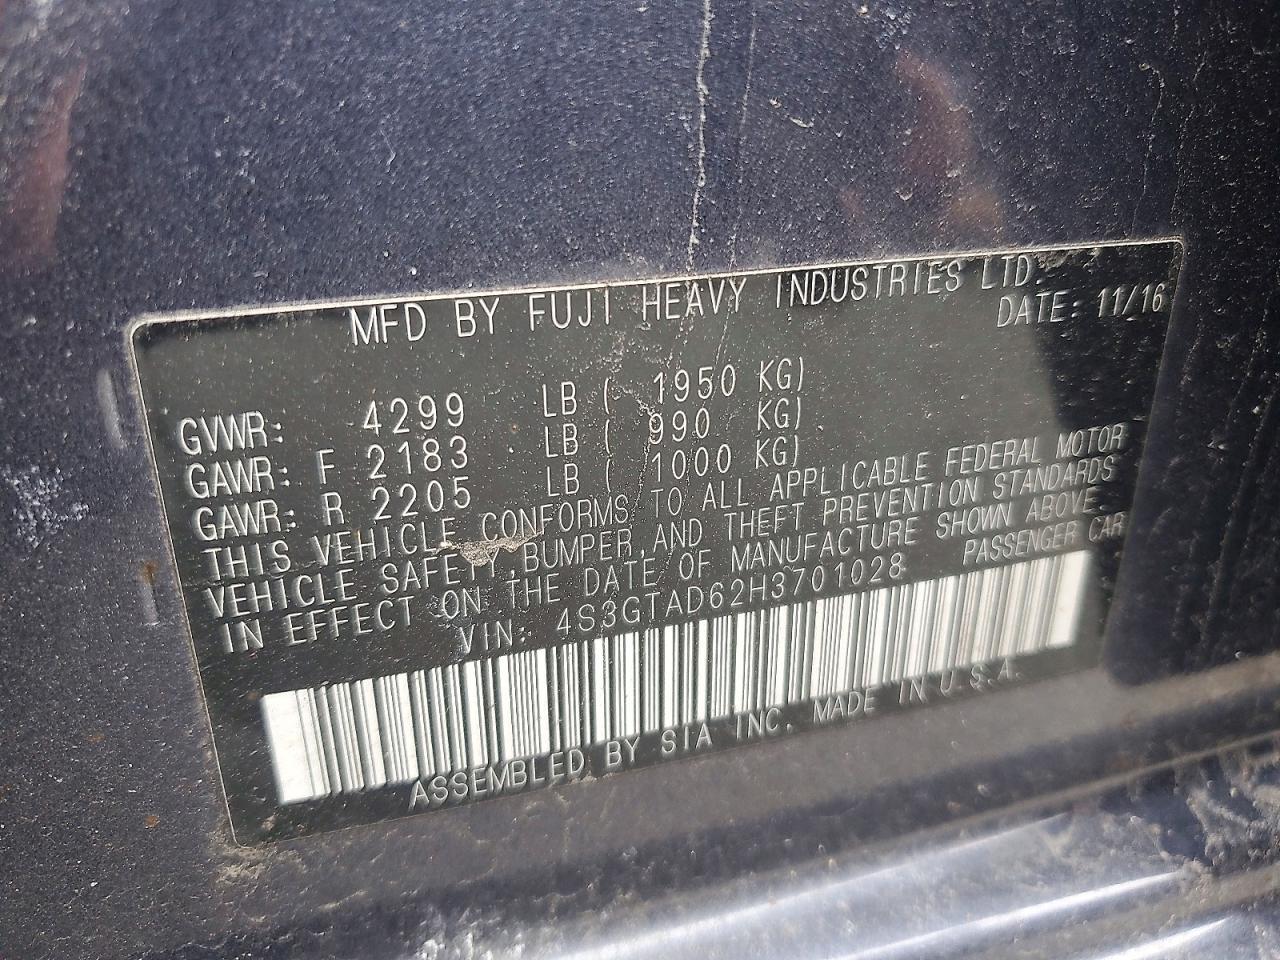 MFD BY FUJI HEAVY INDUSTRIES LTD.
DATE: 11/16
GVWR: 4299 LB ( 1950 KG)
GAWR: F 2183 LB ( 990 KG)
GAWR: R 2205 LB ( 1000 KG)
THIS VEHICLE CONFORMS TO ALL APPLICABLE FEDERAL MOTOR
VEHICLE SAFETY, BUMPER, AND THEFT PREVENTION STANDARDS
IN EFFECT ON THE DATE OF MANUFACTURE SHOWN ABOVE.
VIN: 4S3GTAD62H3701028 PASSENGER CAR
ASSEMBLED BY SIA INC. MADE IN U.S.A.